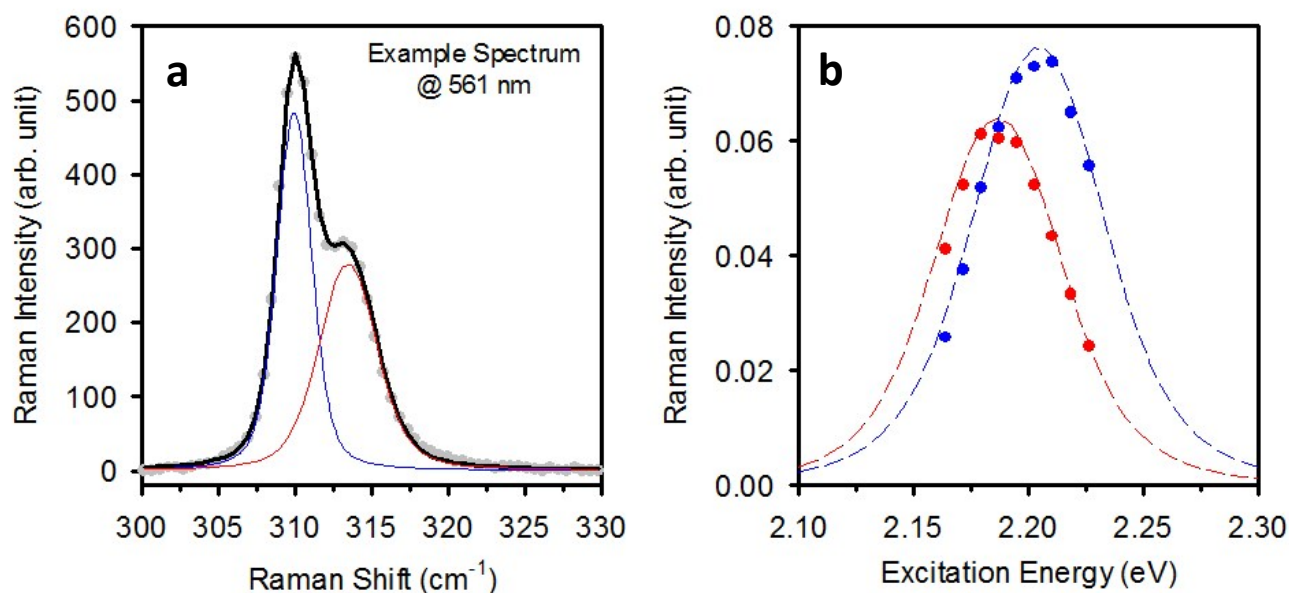 a
Example Spectrum
@ 561 nm
Raman Intensity (arb. unit)
600
500
400
300
200
100
0
300 305 310 315 320 325 330
Raman Shift (cm⁻¹)
b
Raman Intensity (arb. unit)
0.08
0.06
0.04
0.02
0.00
2.10 2.15 2.20 2.25 2.30
Excitation Energy (eV)